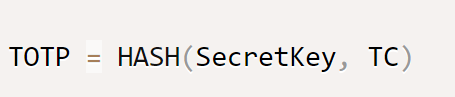 TOTP = HASH(SecretKey, TC)